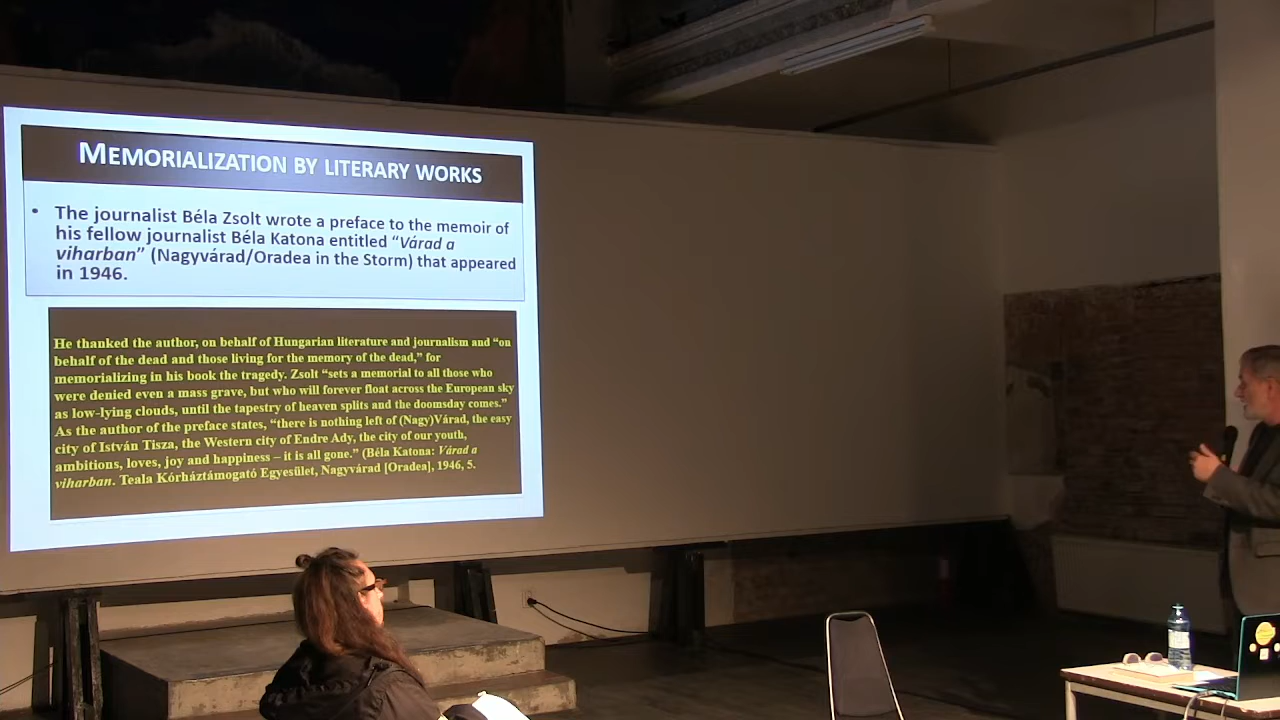 MEMORIALIZATION BY LITERARY WORKS
• The journalist Béla Zsolt wrote a preface to the memoir of
his fellow journalist Béla Katona entitled “Várad a
viharban” (Nagyvárad/Oradea in the Storm) that appeared
in 1946.
He thanked the author, on behalf of Hungarian literature and journalism and “on
behalf of the dead and those living for the memory of the dead,” for
memorializing in his book the tragedy. Zsolt “sets a memorial to all those who
were denied even a mass grave, but who will forever float across the European sky
as low-lying clouds, until the tapestry of heaven splits and the doomsday comes.”
As the author of the preface states, “there is nothing left of (Nagy)Várad, the easy
city of István Tisza, the Western city of Endre Ady, the city of our youth,
ambitions, loves, joy and happiness – it is all gone.” (Béla Katona: Várad a
viharban. Teala Kórháztámogató Egyesület, Nagyvárad [Oradea], 1946, 5.